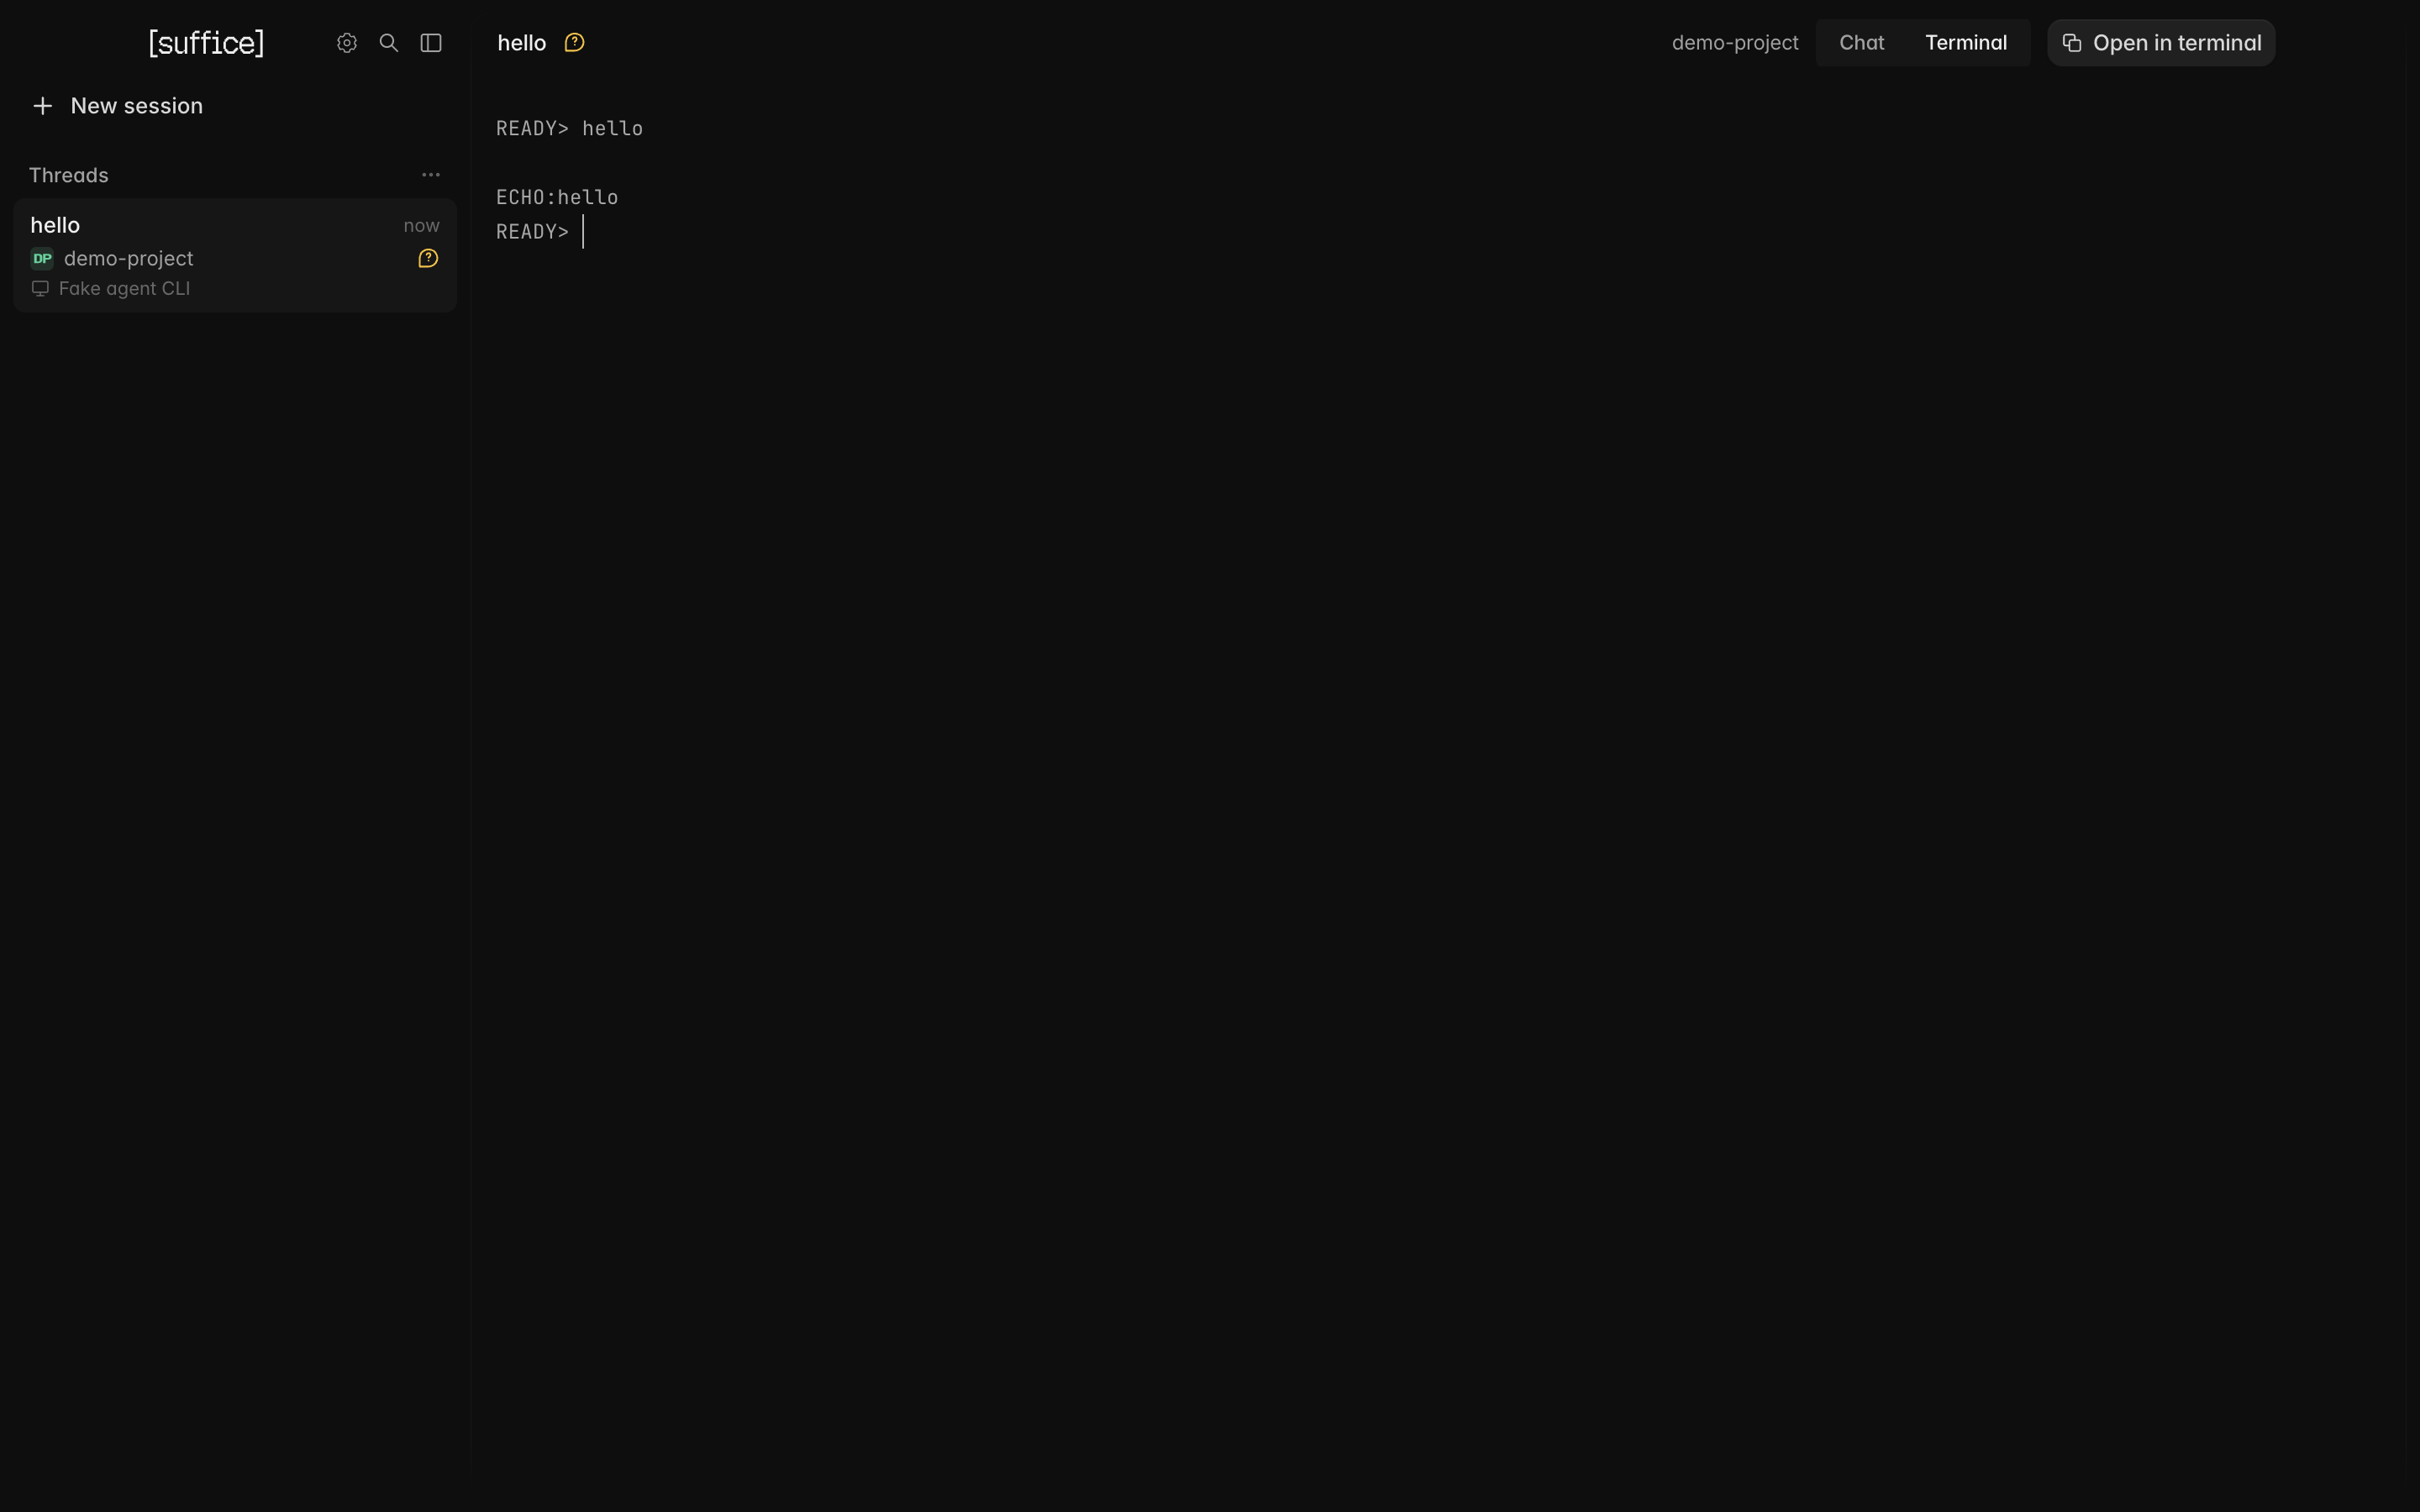 [suffice]
New session
Threads
hello now
DP demo-project
Fake agent CLI
hello
demo-project Chat Terminal Open in terminal
READY> hello
ECHO:hello
READY>